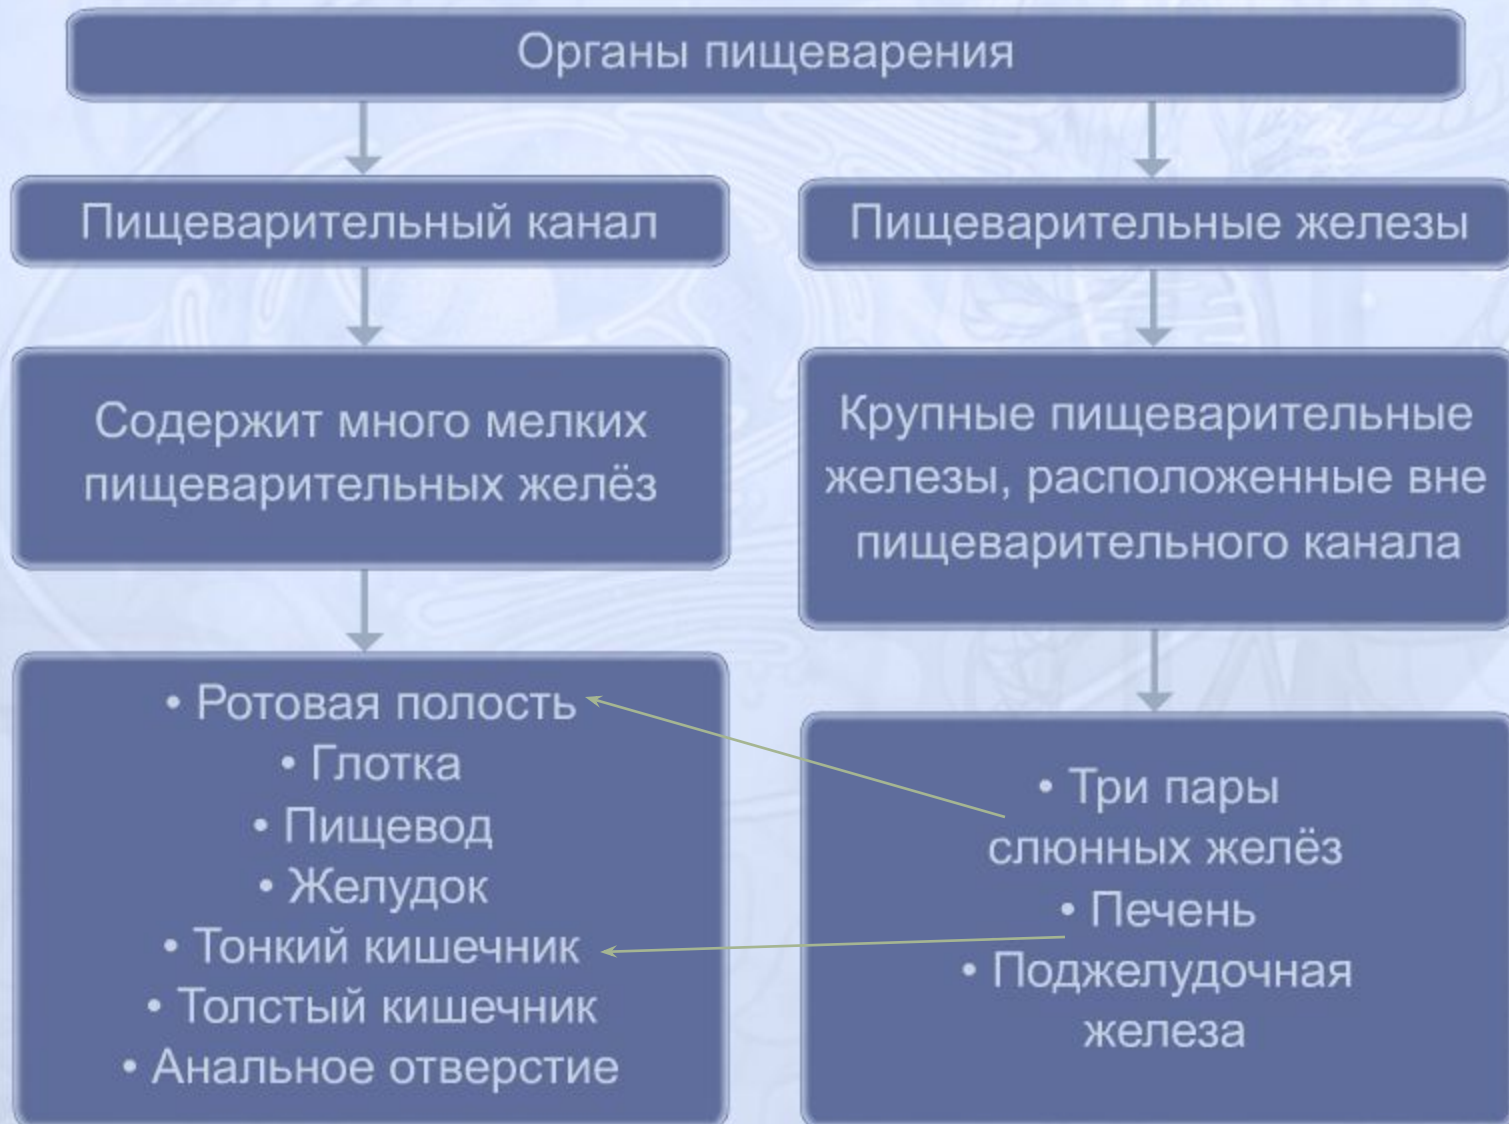 Органы пищеварения
Пищеварительный канал
Содержит много мелких
пищеварительных желёз
• Ротовая полость
• Глотка
• Пищевод
• Желудок
• Тонкий кишечник
• Толстый кишечник
• Анальное отверстие
Пищеварительные железы
Крупные пищеварительные
железы, расположенные вне
пищеварительного канала
• Три пары
слюнных желёз
• Печень
• Поджелудочная
железа